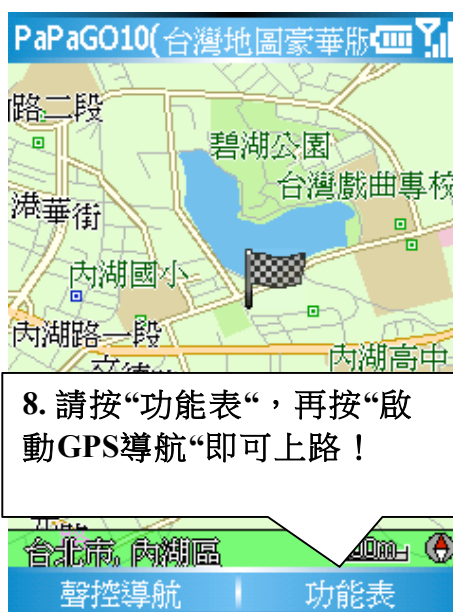 PaPaGO10(台灣地圖豪華版
路二段
碧湖公園
台灣戲曲專校
港華街
內湖國小
內湖路一段
內湖高中
8. 請按“功能表“，再按“啟
動GPS導航“即可上路！
台北市, 內湖區
聲控導航
功能表